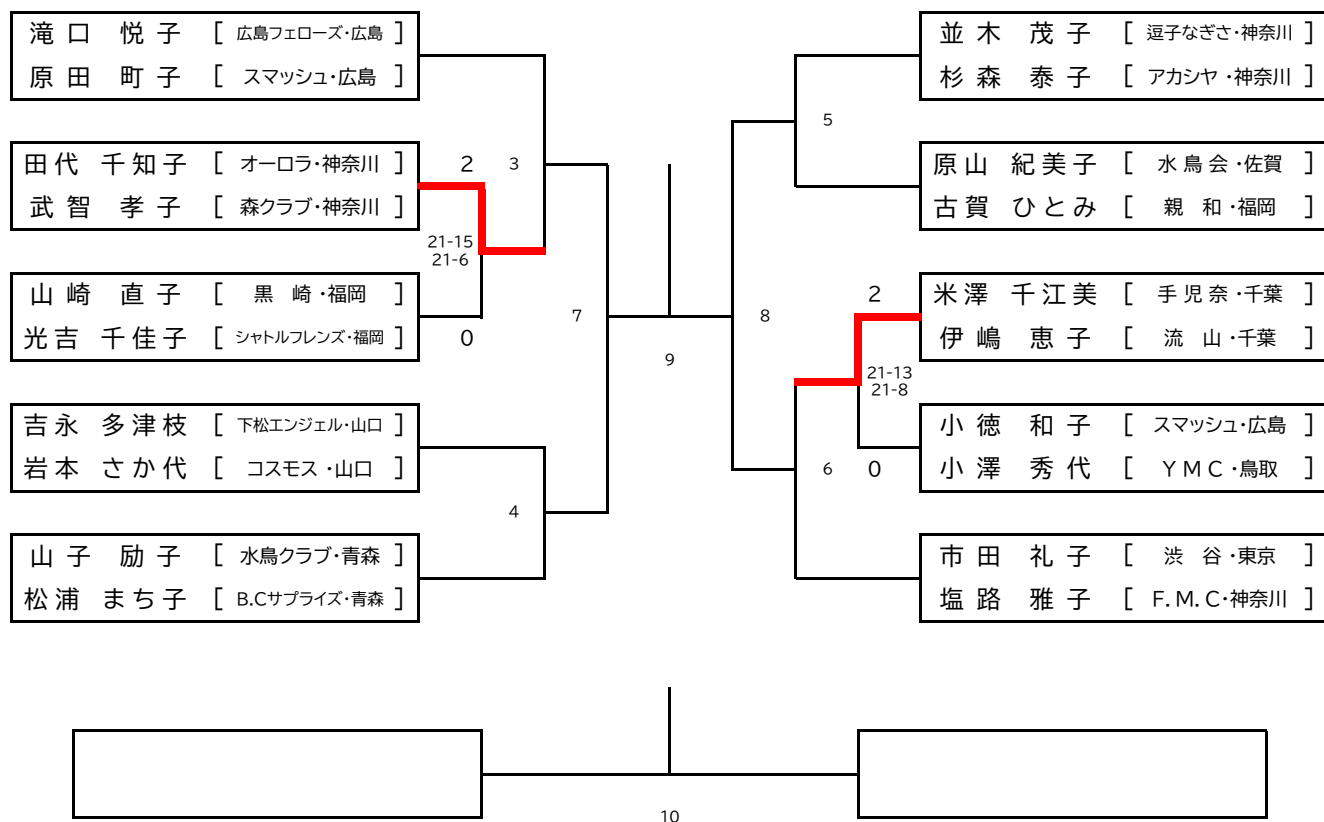 滝口 悦子 [ 広島フェローズ・広島 ]
原田 町子 [ スマッシュ・広島 ]
田代 千知子 [ オーロラ・神奈川 ]
武智 孝子 [ 森クラブ・神奈川 ]
山崎 直子 [ 黒崎・福岡 ]
光吉 千佳子 [ シャトルフレンズ・福岡 ]
吉永 多津枝 [ 下松エンジェル・山口 ]
岩本 さか代 [ コスモス・山口 ]
山子 励子 [ 水鳥クラブ・青森 ]
松浦 まち子 [ B.Cサプライズ・青森 ]
2
21-15
21-6
0
3
4
7
9
8
5
6
2
21-13
21-8
0
並木 茂子 [ 逗子なぎさ・神奈川 ]
杉森 泰子 [ アカシヤ・神奈川 ]
原山 紀美子 [ 水鳥会・佐賀 ]
古賀 ひとみ [ 親和・福岡 ]
米澤 千江美 [ 手児奈・千葉 ]
伊嶋 恵子 [ 流山・千葉 ]
小徳 和子 [ スマッシュ・広島 ]
小澤 秀代 [ YMC・鳥取 ]
市田 礼子 [ 渋谷・東京 ]
塩路 雅子 [ F.M.C・神奈川 ]
10